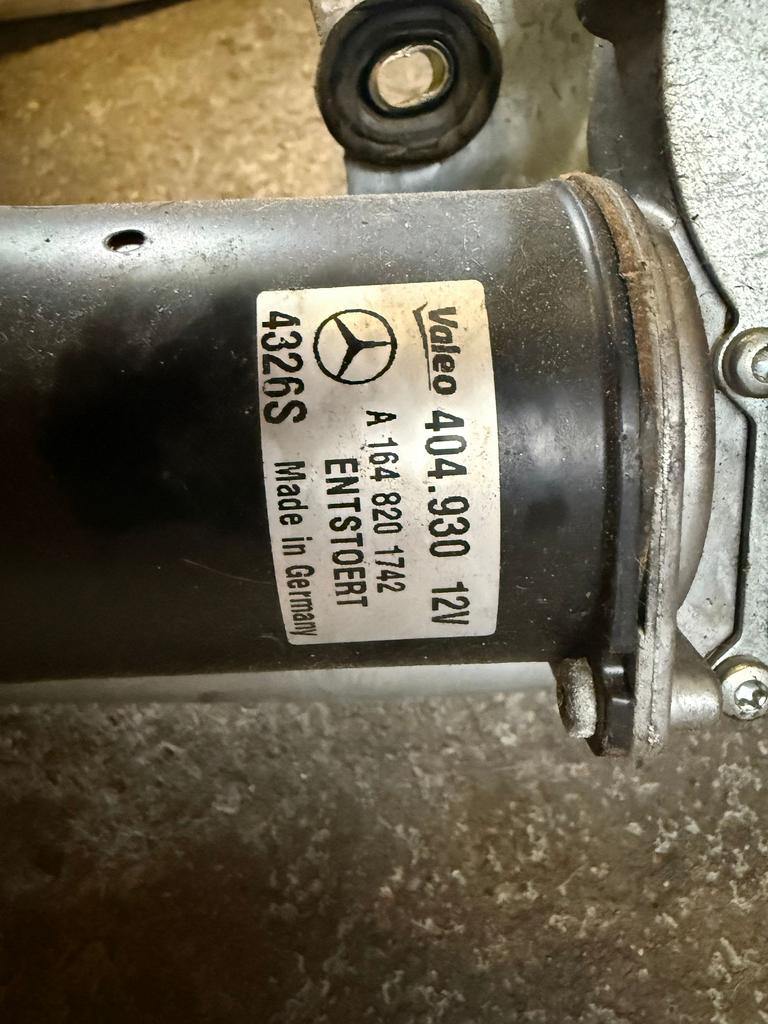 Valeo 404.930 12V
A 164 820 1742
ENTSTOERT
4326S Made in Germany